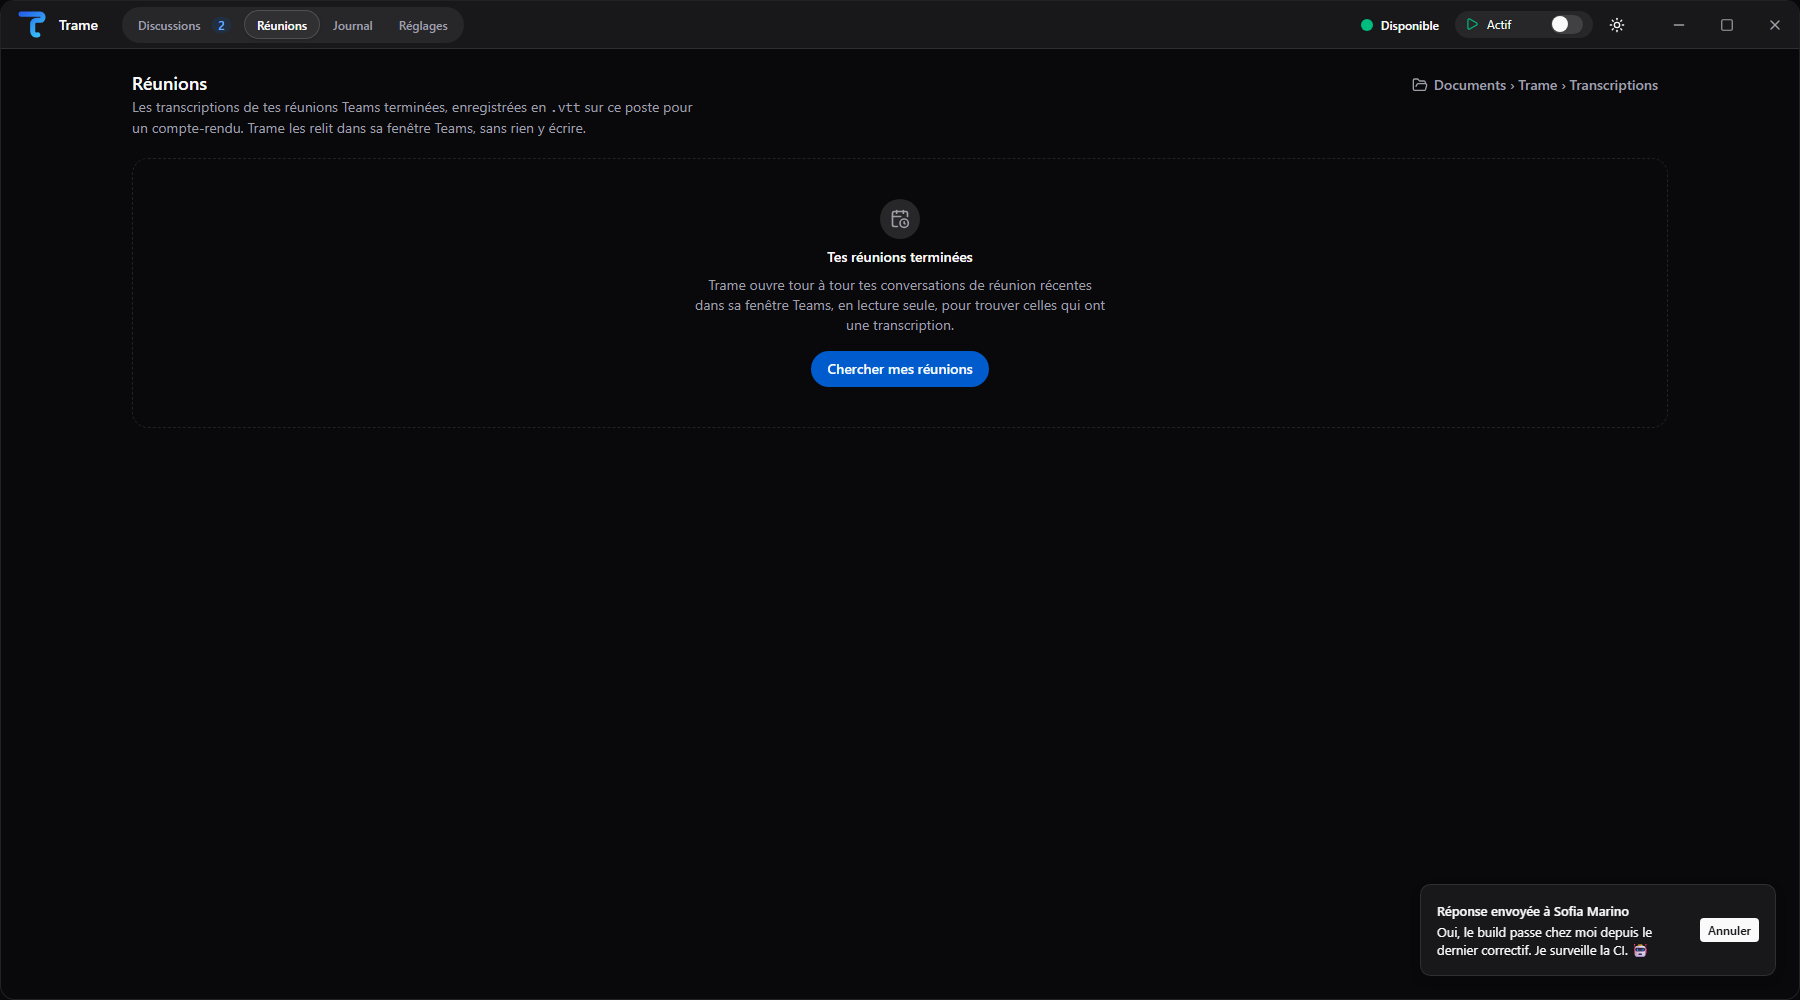 Trame
Discussions 2
Réunions
Journal
Réglages
Disponible
Actif
Réunions
Les transcriptions de tes réunions Teams terminées, enregistrées en .vtt sur ce poste pour
un compte-rendu. Trame les relit dans sa fenêtre Teams, sans rien y écrire.
Documents › Trame › Transcriptions
Tes réunions terminées
Trame ouvre tour à tour tes conversations de réunion récentes
dans sa fenêtre Teams, en lecture seule, pour trouver celles qui ont
une transcription.
Chercher mes réunions
Réponse envoyée à Sofia Marino
Oui, le build passe chez moi depuis le
dernier correctif. Je surveille la CI.
Annuler